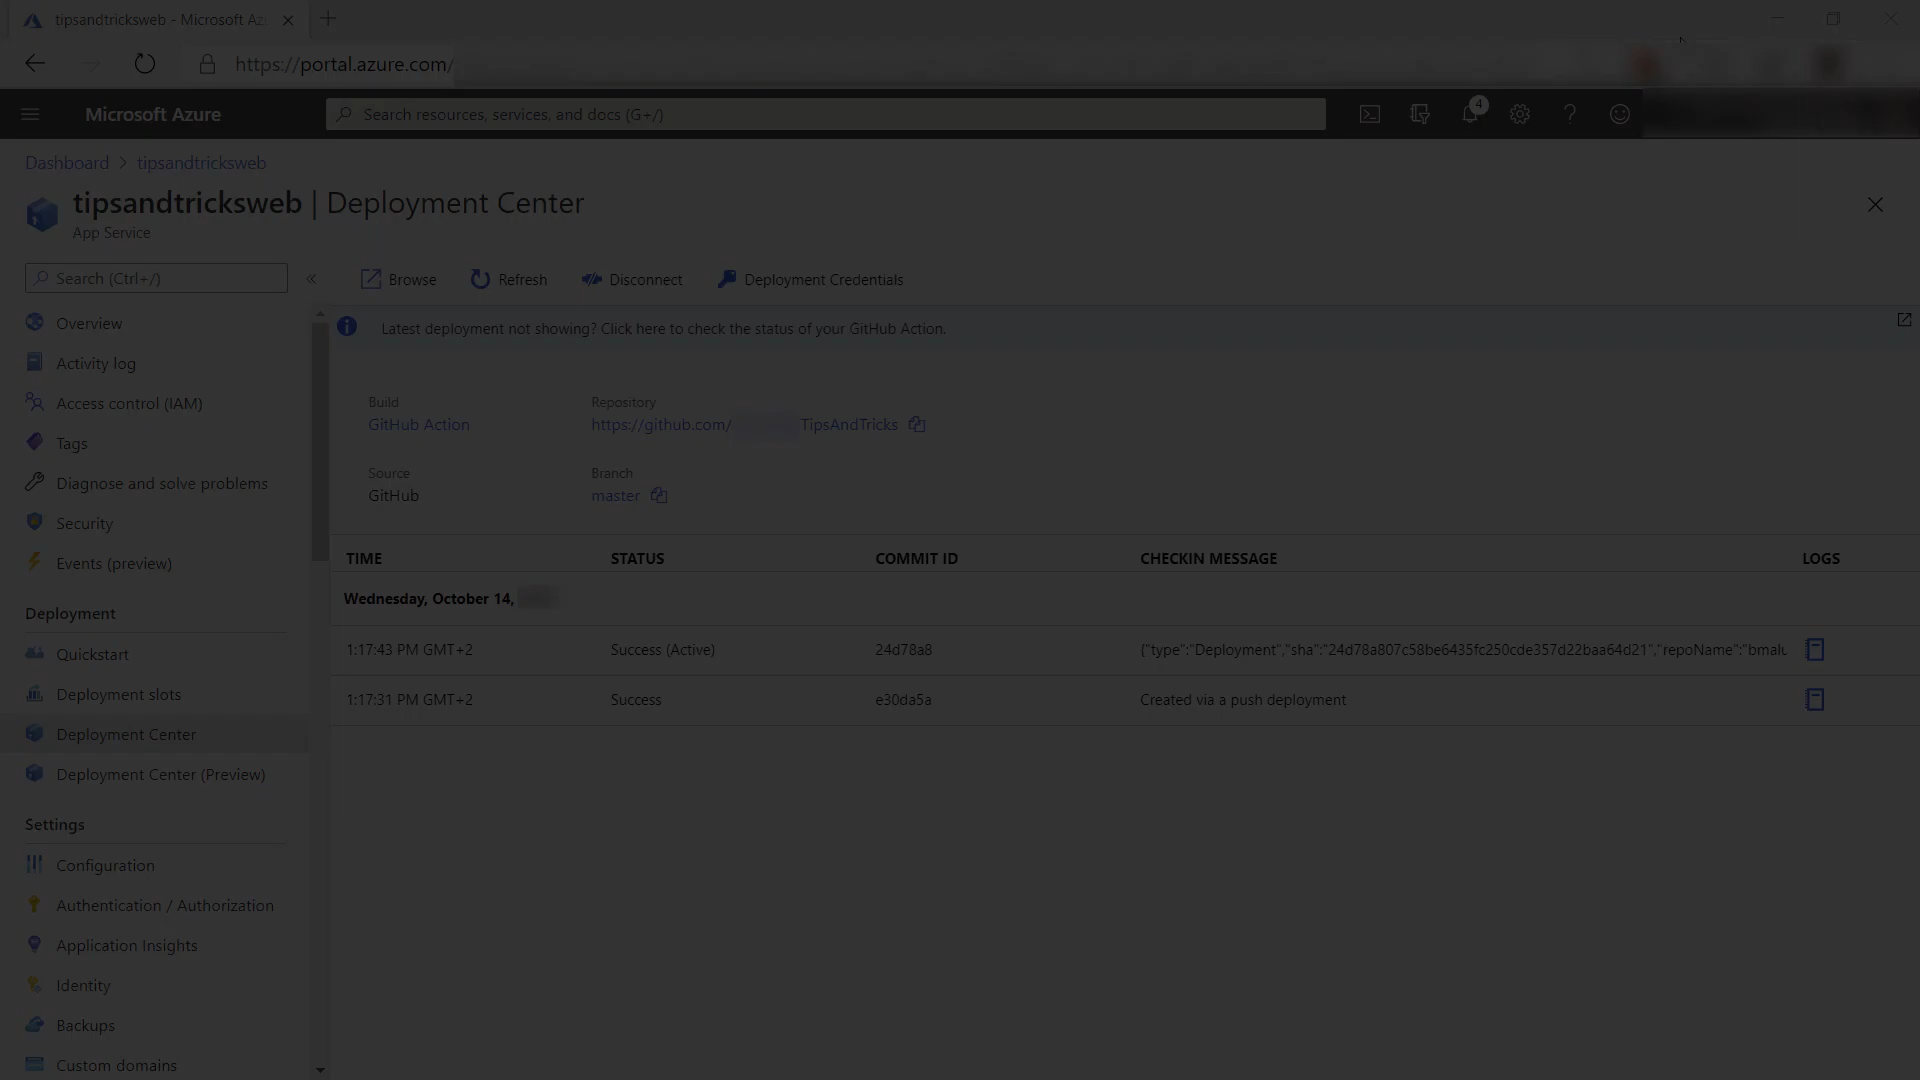 tipsandtricksweb - Microsoft Az
https://portal.azure.com/
Microsoft Azure
Search resources, services, and docs (G+/)
4
Dashboard > tipsandtricksweb
tipsandtricksweb | Deployment Center
App Service
Search (Ctrl+/)
Browse
Refresh
Disconnect
Deployment Credentials
Latest deployment not showing? Click here to check the status of your GitHub Action.
Overview
Activity log
Access control (IAM)
Tags
Diagnose and solve problems
Security
Events (preview)
Deployment
Quickstart
Deployment slots
Deployment Center
Deployment Center (Preview)
Settings
Configuration
Authentication / Authorization
Application Insights
Identity
Backups
Custom domains
Build
GitHub Action
Repository
https://github.com/ TipsAndTricks
Source
GitHub
Branch
master
TIME STATUS COMMIT ID CHECKIN MESSAGE LOGS
Wednesday, October 14,
1:17:43 PM GMT+2 Success (Active) 24d78a8 {"type":"Deployment","sha":"24d78a807c58be6435fc250cde357d22baa64d21","repoName":"bmalu
1:17:31 PM GMT+2 Success e30da5a Created via a push deployment